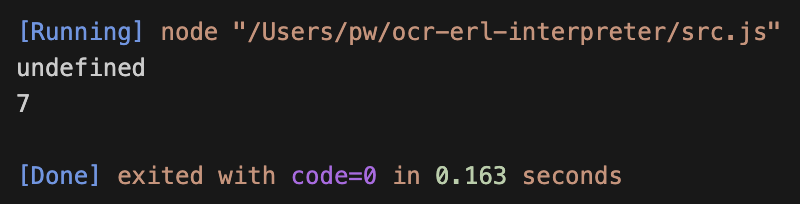 [Running] node "/Users/pw/ocr-erl-interpreter/src.js"
undefined
7
[Done] exited with code=0 in 0.163 seconds